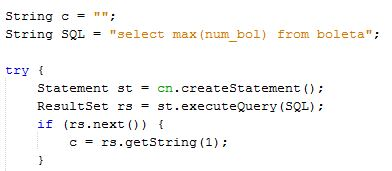 String c = "";
String SQL = "select max(num_bol) from boleta";
try {
Statement st = cn.createStatement();
ResultSet rs = st.executeQuery(SQL);
if (rs.next()) {
c = rs.getString(1);
}